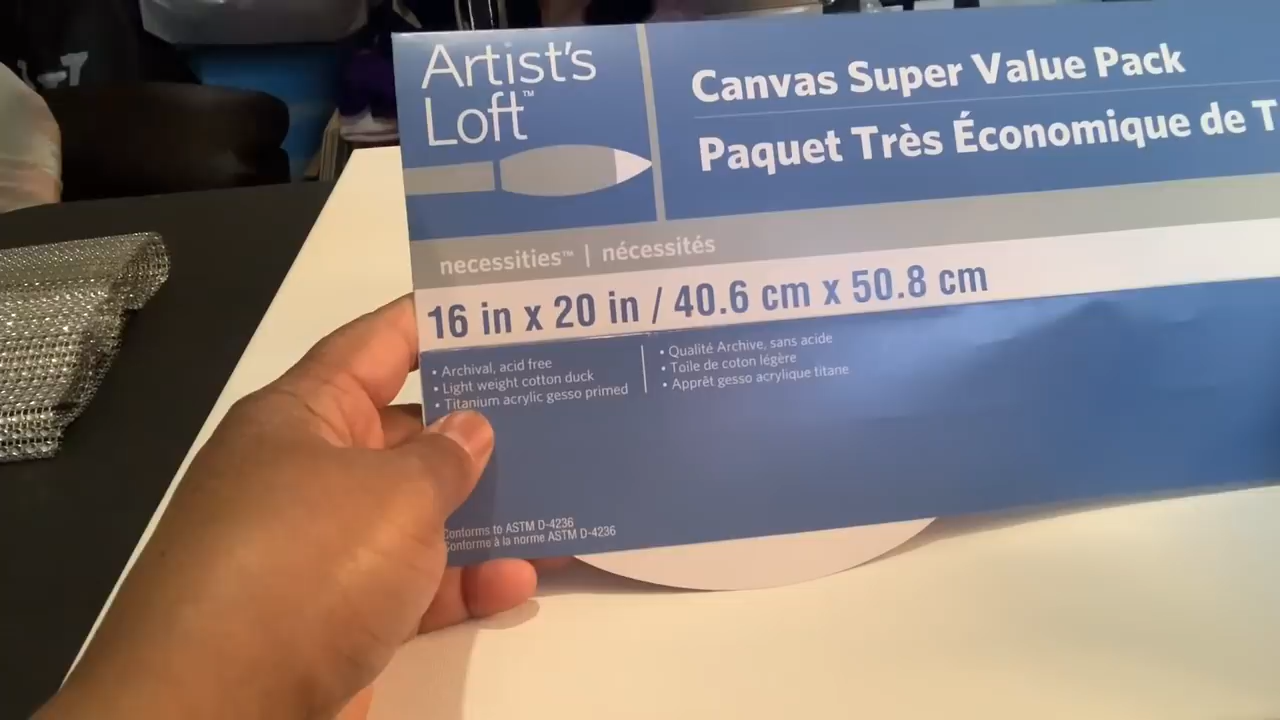 Artist's
Loft™
Canvas Super Value Pack
Paquet Très Économique de T
necessities™ | nécessités
16 in x 20 in / 40.6 cm x 50.8 cm
• Archival, acid free
• Light weight cotton duck
• Titanium acrylic gesso primed
• Qualité Archive, sans acide
• Toile de coton légère
• Apprêt gesso acrylique titane
Conforms to ASTM D-4236
Conforme à la norme ASTM D-4236